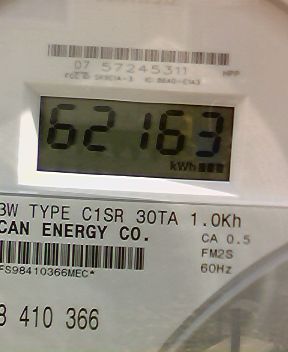 07 57245311
62163
kWh
3W TYPE C1SR 30TA 1.0Kh
CAN ENERGY CO.
CA 0.5
FM2S
60Hz
FS98410366MEC*
8 410 366